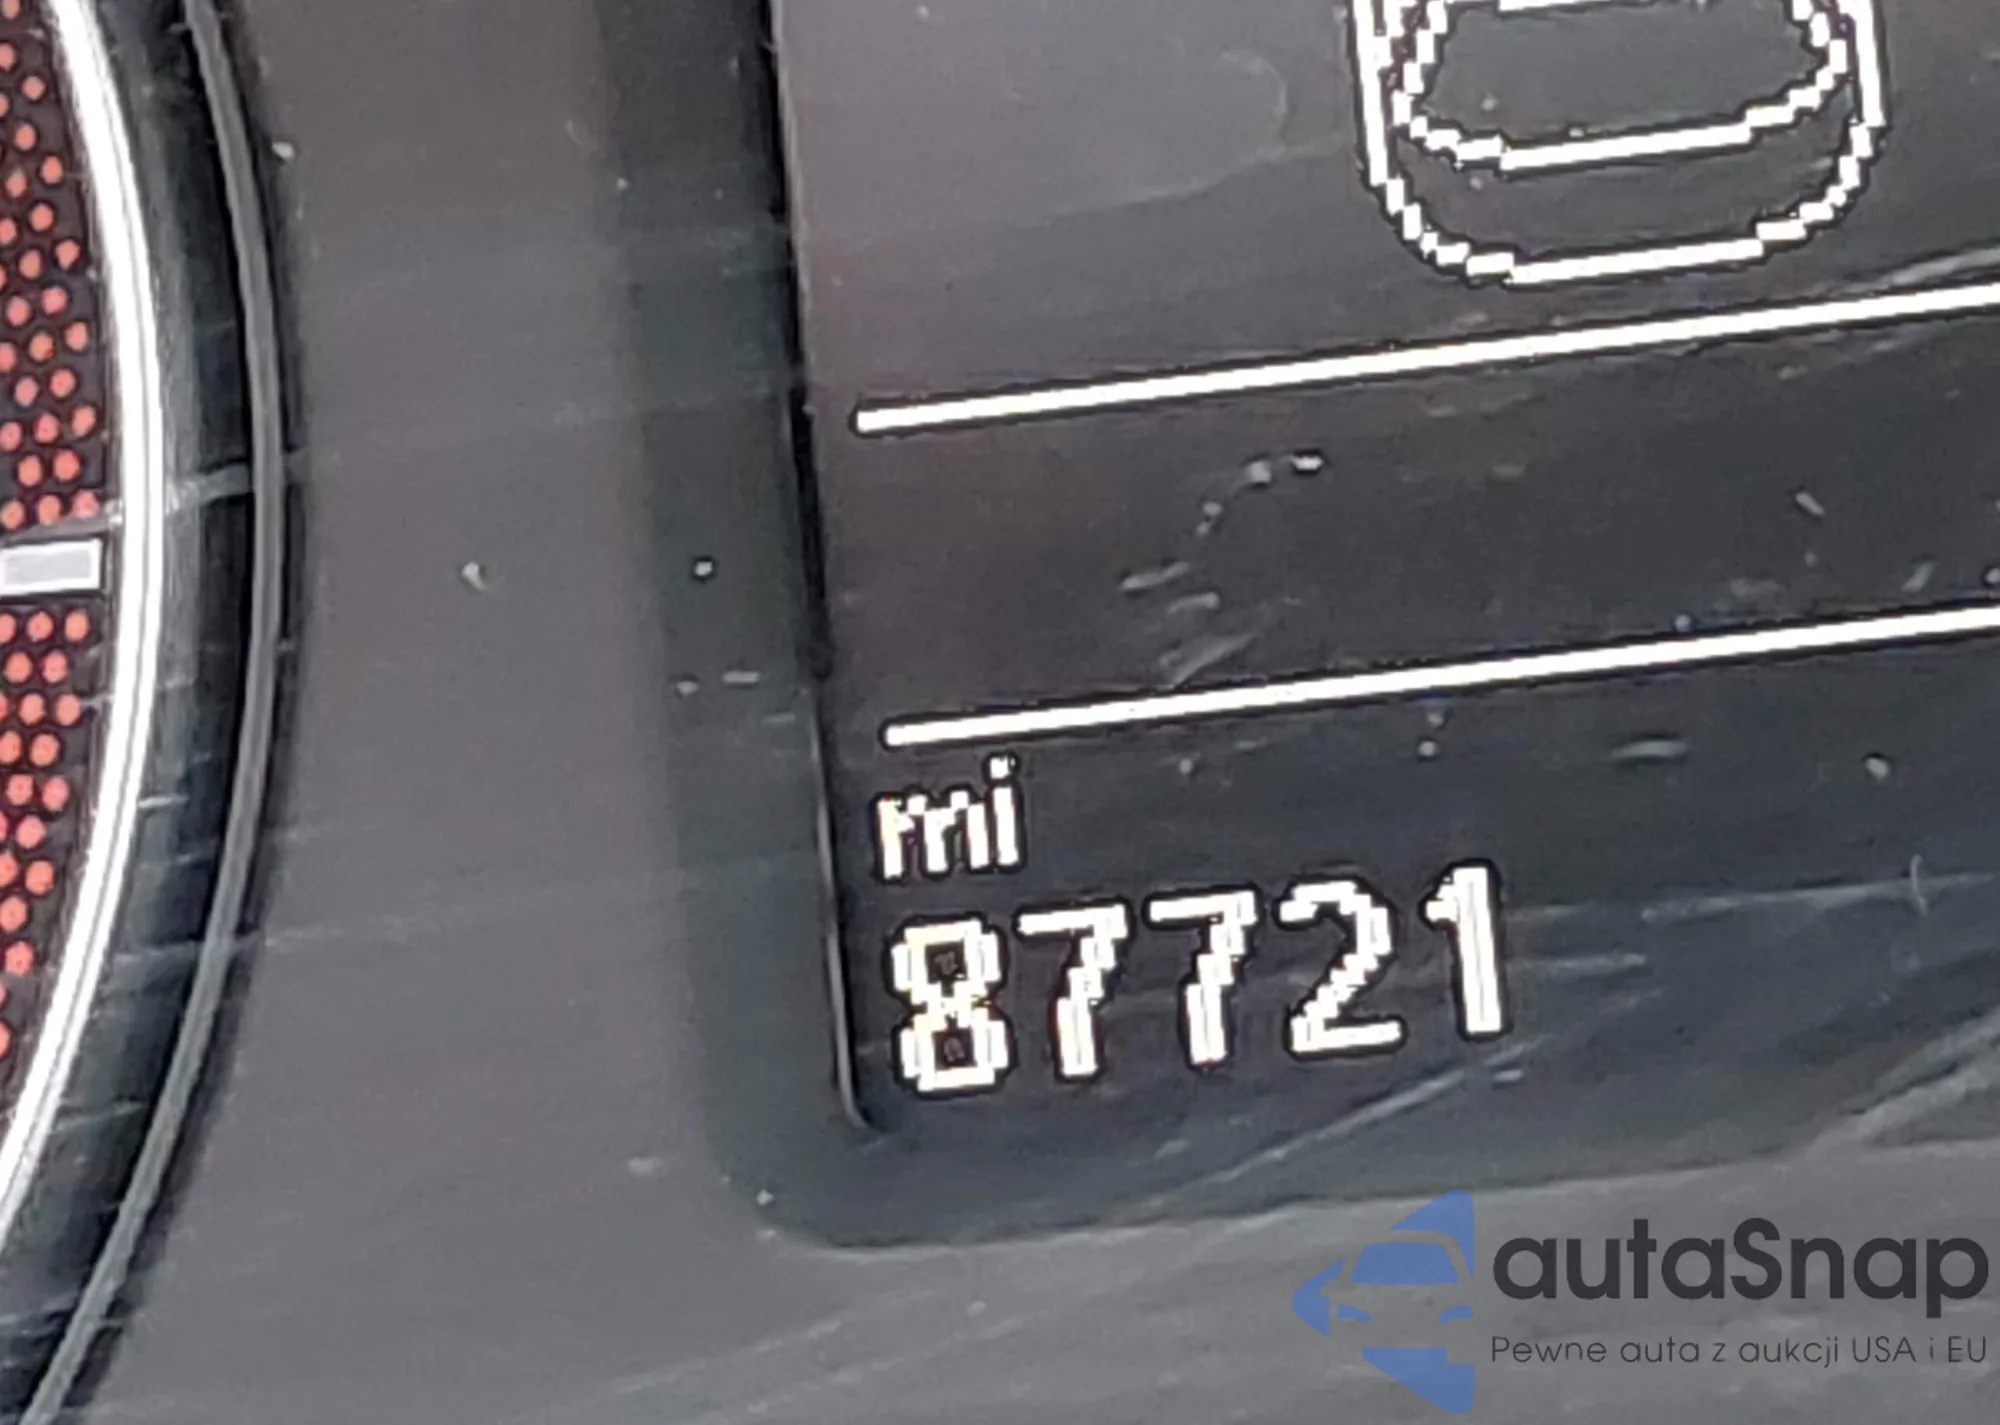 mi
87721
autaSnap
Pewne auta z aukcji USA i EU